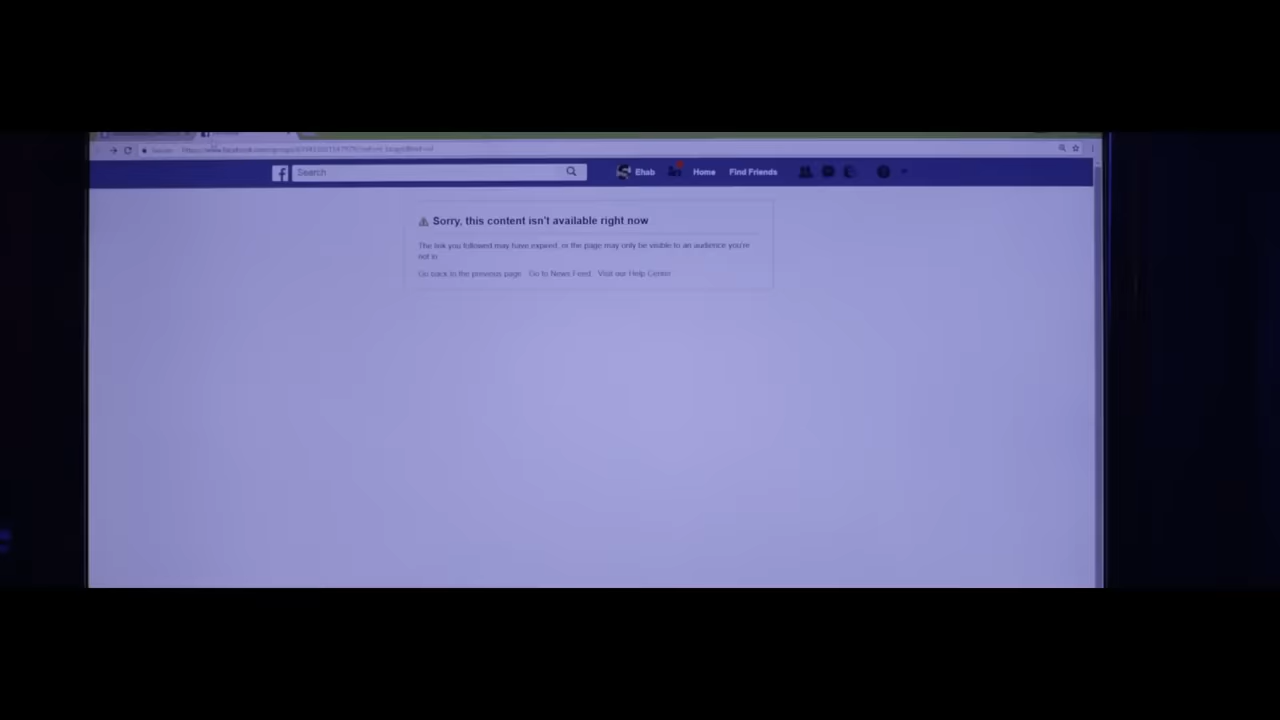 Search
Ehab
Home
Find Friends
Sorry, this content isn't available right now
The link you followed may have expired, or the page may only be visible to an audience you're
not in
Go back to the previous page Go to News Feed Visit our Help Center